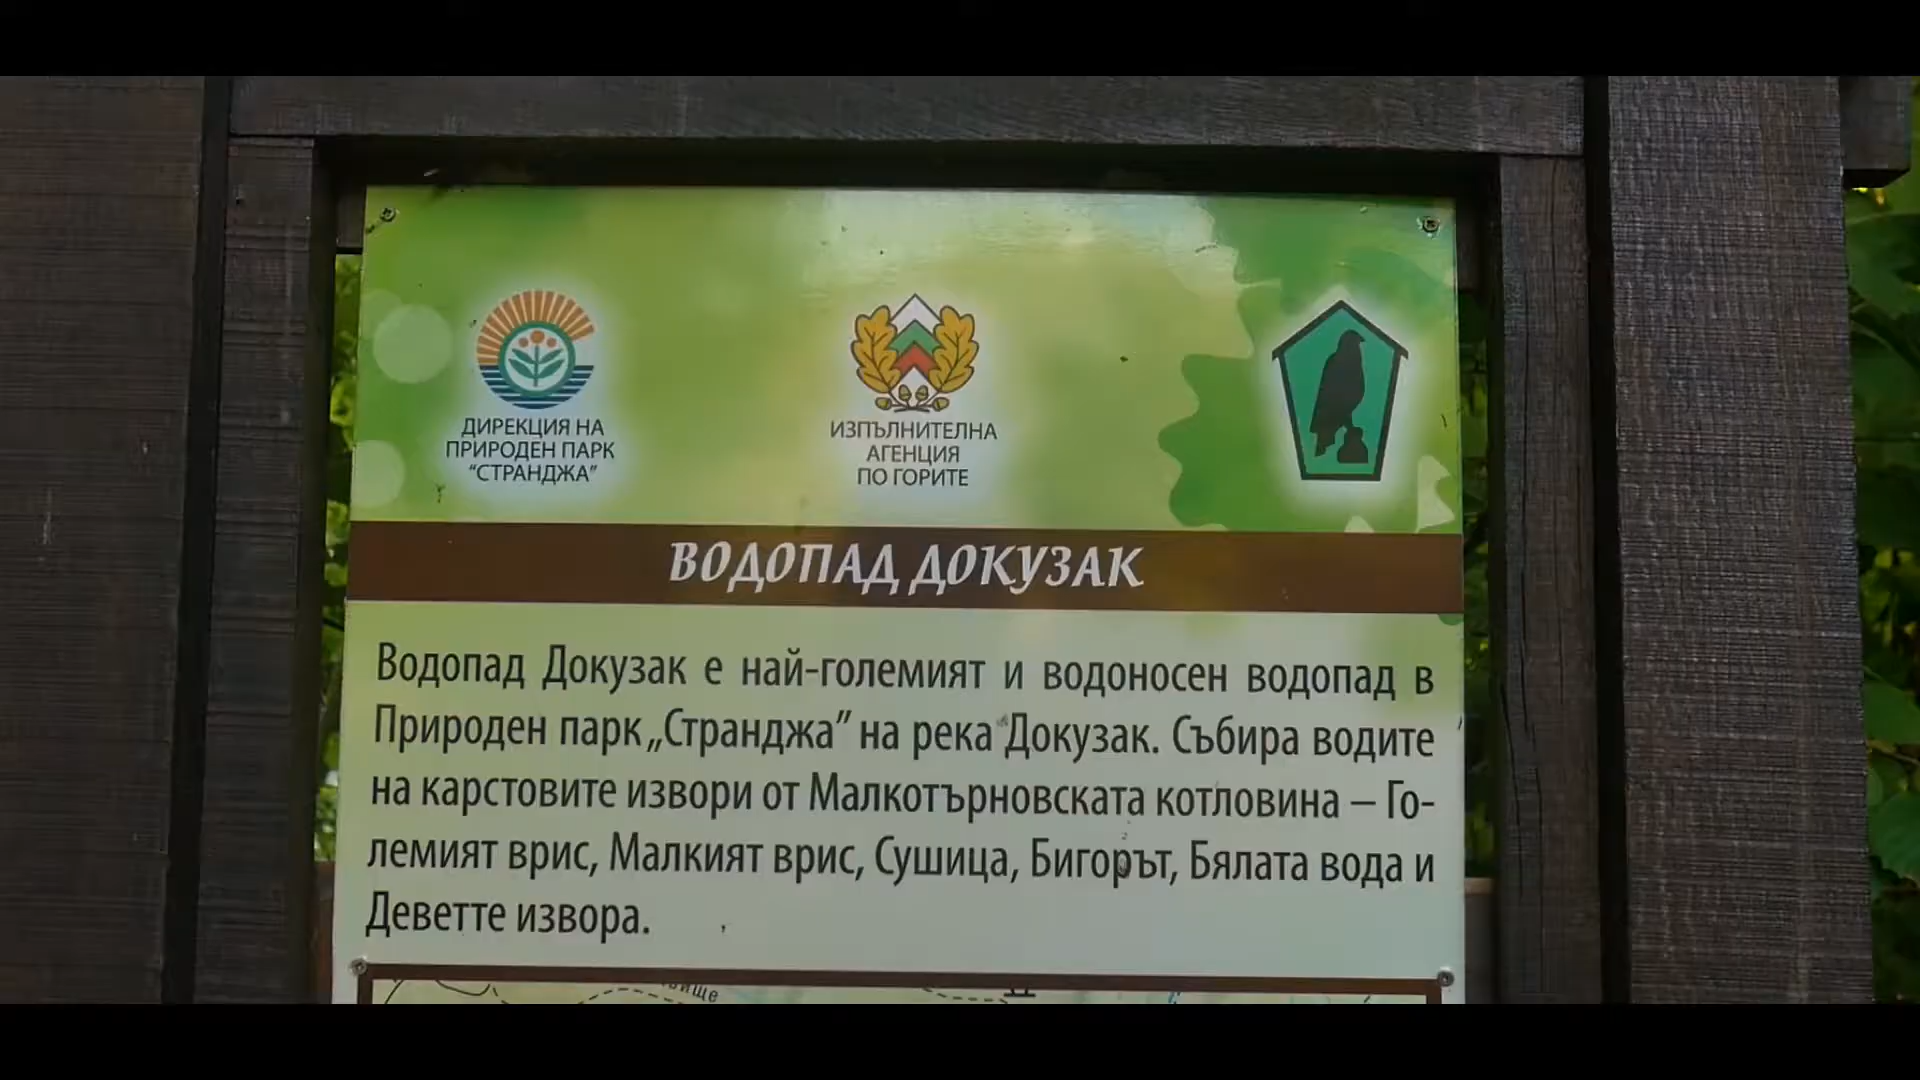 ДИРЕКЦИЯ НА
ПРИРОДЕН ПАРК
"СТРАНДЖА"
ИЗПЪЛНИТЕЛНА
АГЕНЦИЯ
ПО ГОРИТЕ
ВОДОПАД ДОКУЗАК
Водопад Докузак е най-големият и водоносен водопад в
Природен парк „Странджа” на река Докузак. Събира водите
на карстовите извори от Малкотърновската котловина – Го-
лемият врис, Малкият врис, Сушица, Бигорът, Бялата вода и
Деветте извора.